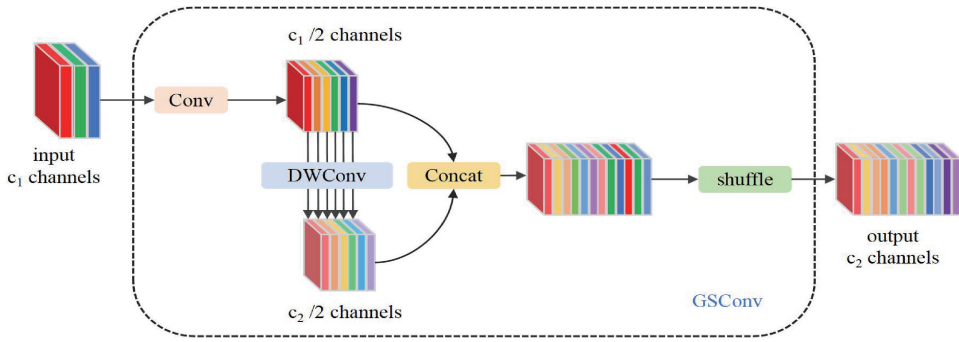 c₁ /2 channels
Conv
input
c₁ channels
DWConv
Concat
shuffle
output
c₂ channels
c₂ /2 channels
GSConv